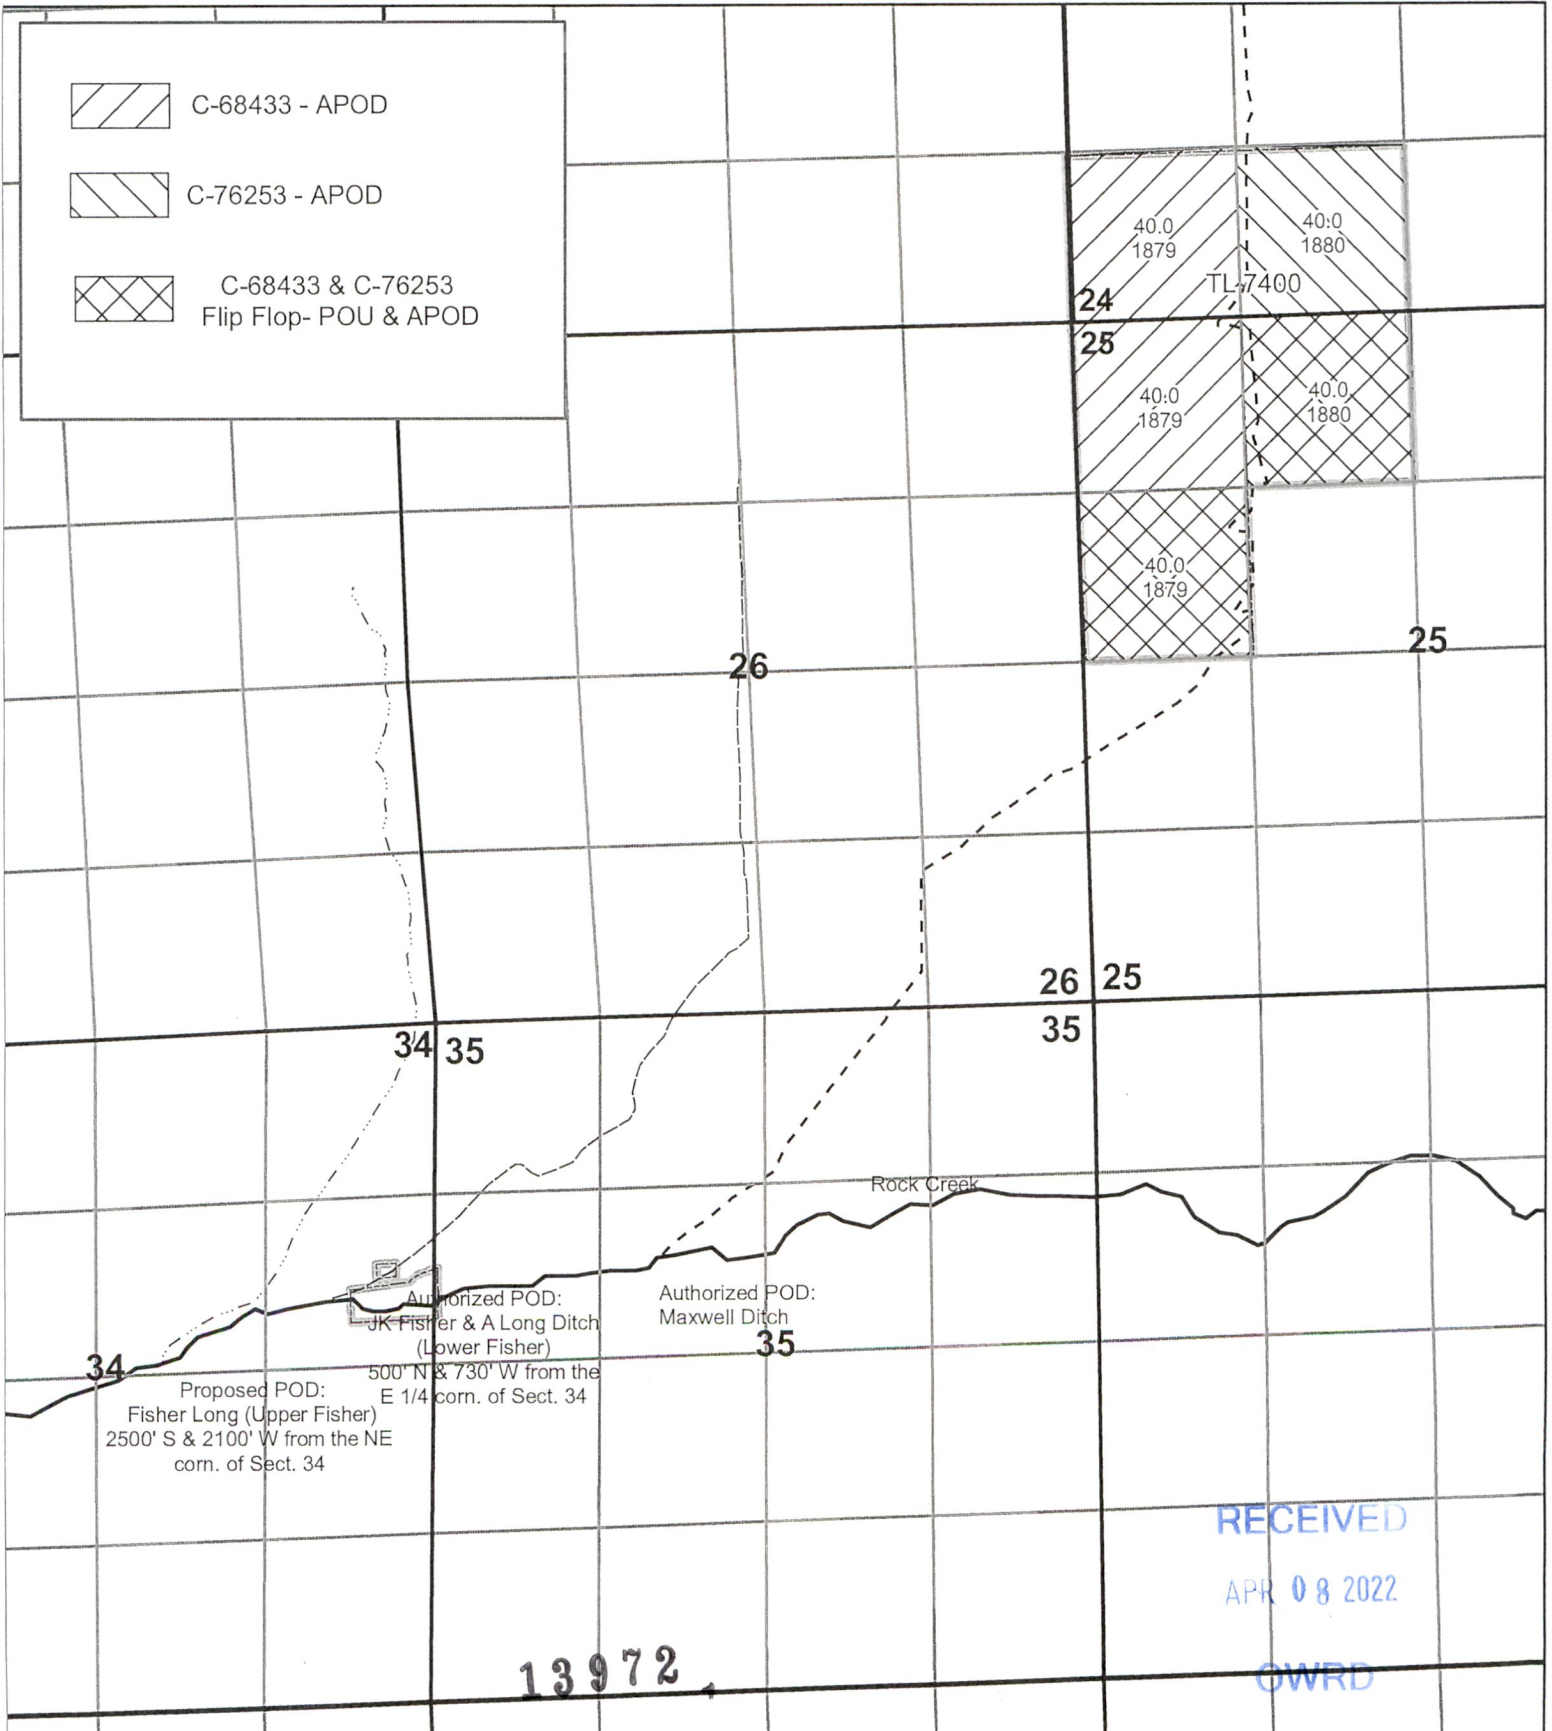 C-68433 - APOD
C-76253 - APOD
C-68433 & C-76253
Flip Flop- POU & APOD
40.0
1879
40.0
1880
TL 7400
24
25
40.0
1879
40.0
1880
40.0
1879
26
25
26 25
35
34 35
Rock Creek
Authorized POD:
JK Fisher & A Long Ditch
(Lower Fisher)
500' N & 730' W from the
E 1/4 corn. of Sect. 34
Authorized POD:
Maxwell Ditch
35
34
Proposed POD:
Fisher Long (Upper Fisher)
2500' S & 2100' W from the NE
corn. of Sect. 34
RECEIVED
APR 08 2022
OWRD
13972